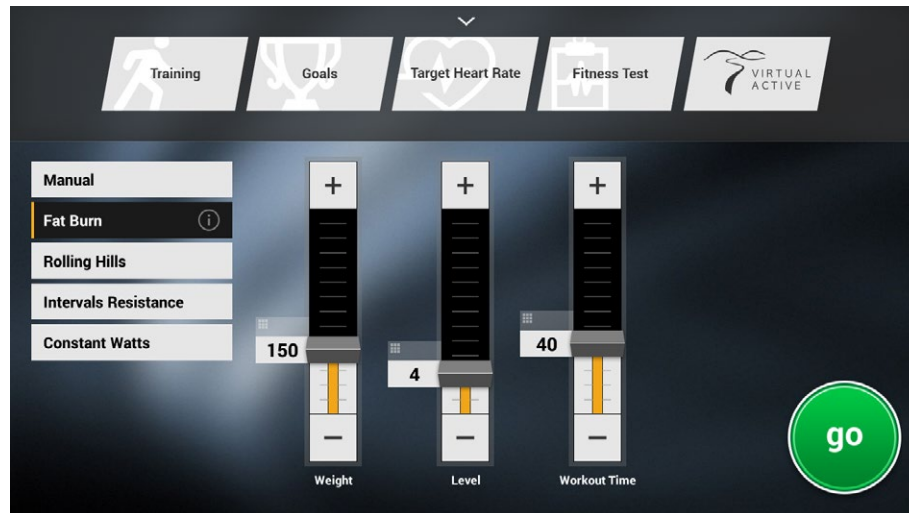 Training
Goals
Target Heart Rate
Fitness Test
VIRTUAL
ACTIVE
Manual
Fat Burn
i
Rolling Hills
Intervals Resistance
Constant Watts
+
+
+
150
4
40
−
−
−
Weight
Level
Workout Time
go